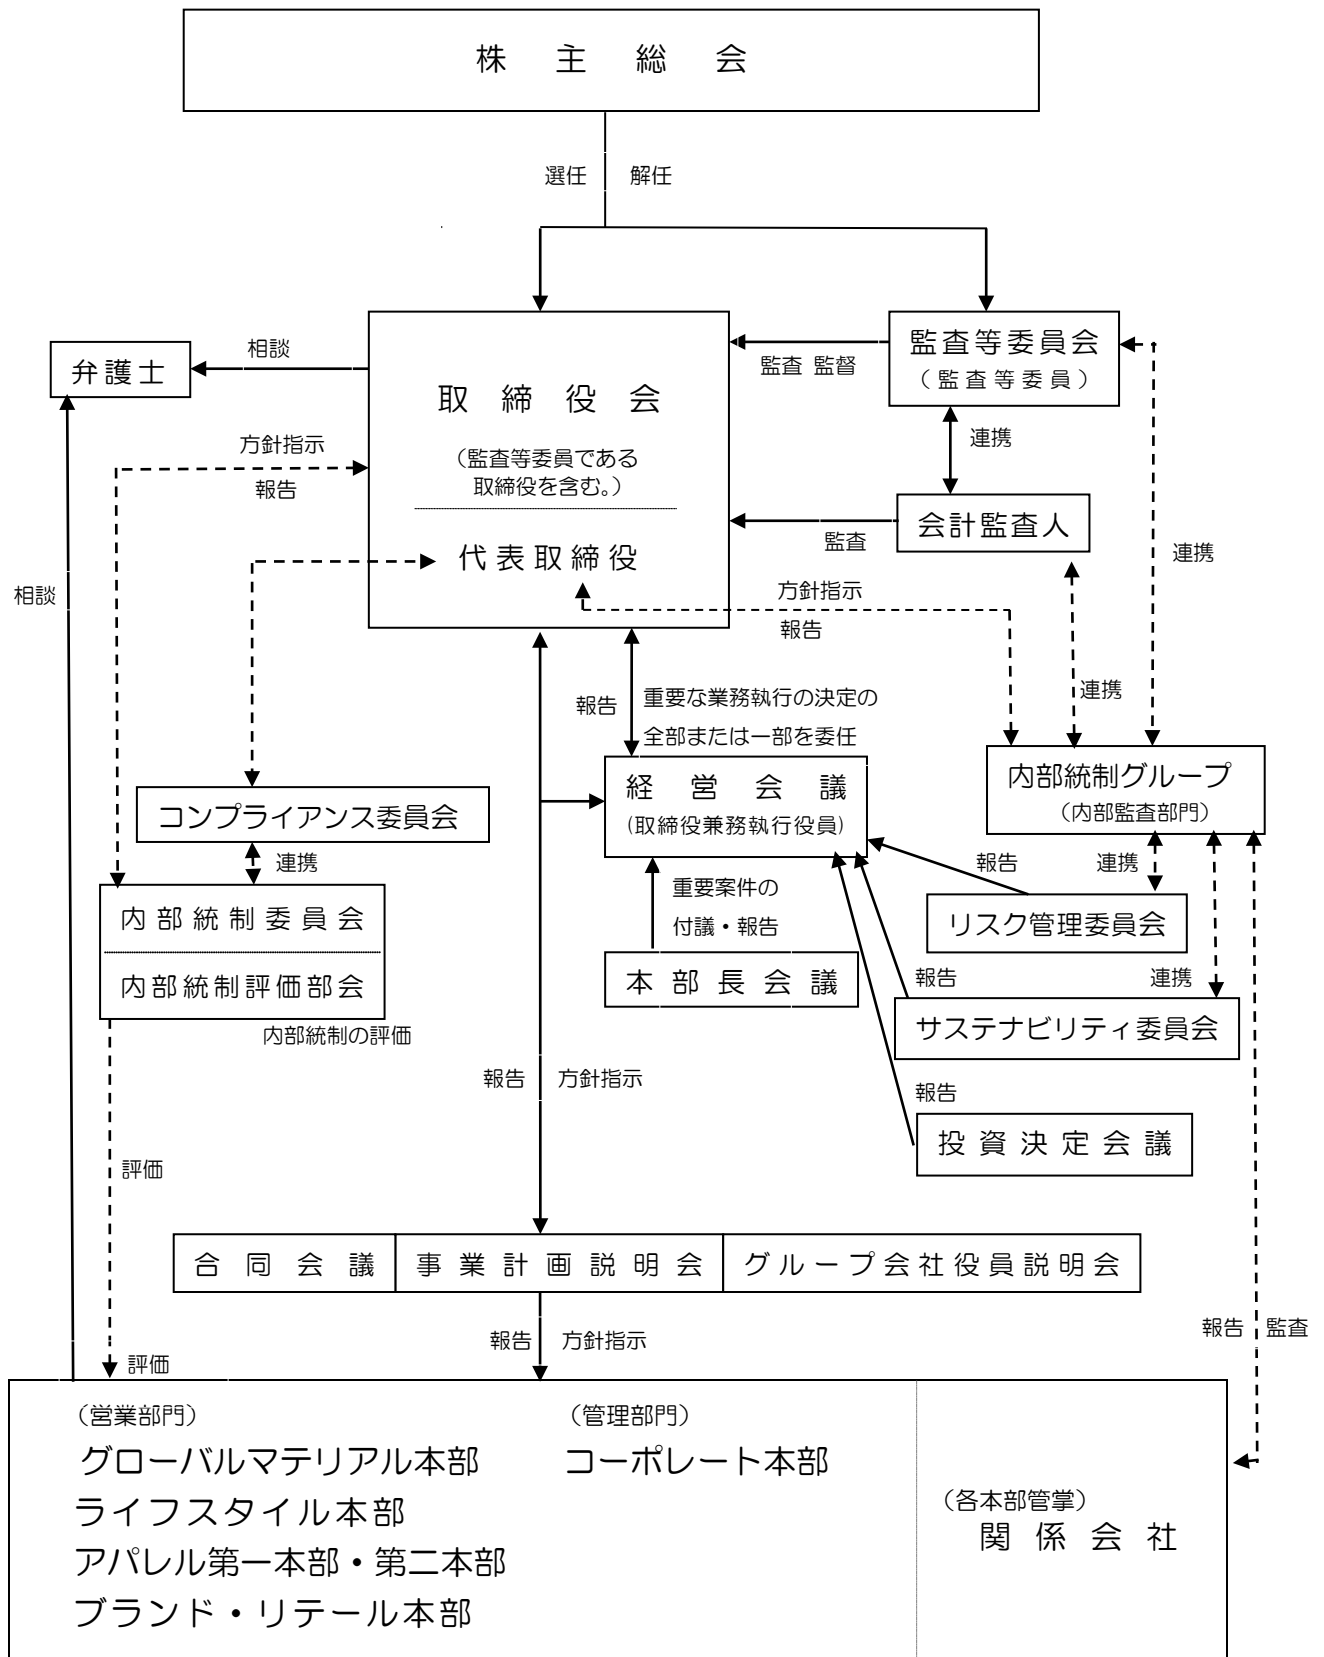 株主総会
選任 解任
監査等委員会
（監査等委員）
弁護士
相談
監査 監督
取締役会
（監査等委員である
取締役を含む。）
代表取締役
方針指示
報告
連携
会計監査人
監査
連携
相談
方針指示
報告
連携
報告
重要な業務執行の決定の
全部または一部を委任
経営会議
(取締役兼務執行役員)
内部統制グループ
（内部監査部門）
コンプライアンス委員会
連携
報告
連携
重要案件の
付議・報告
内部統制委員会
内部統制評価部会
内部統制の評価
リスク管理委員会
本部長会議
報告
連携
サステナビリティ委員会
報告 方針指示
報告
投資決定会議
評価
合同会議
事業計画説明会
グループ会社役員説明会
報告 方針指示
報告 監査
評価
（営業部門）
グローバルマテリアル本部
ライフスタイル本部
アパレル第一本部・第二本部
ブランド・リテール本部
（管理部門）
コーポレート本部
（各本部管掌）
関係会社